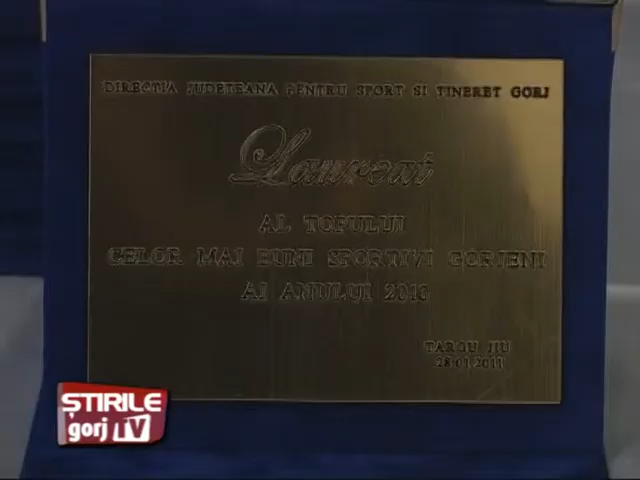 DIRECTIA JUDETEANA PENTRU SPORT SI TINERET GORJ
Laureat
AL TOPULUI
CELOR MAI BUNI SPORTIVI GORJENI
AI ANULUI 2010
TARGU JIU
28.01.2011
ȘTIRILE
gorj TV